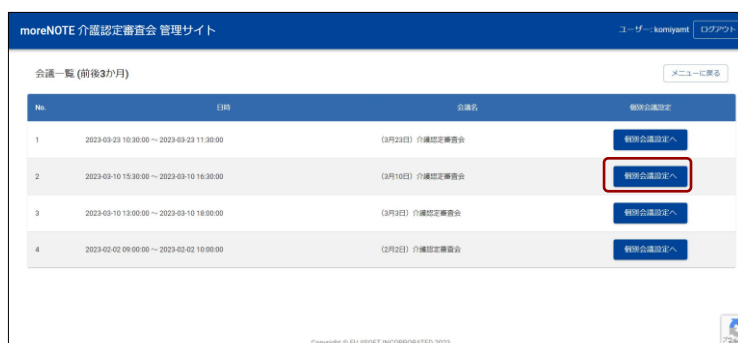 moreNOTE 介護認定審査会 管理サイト
ユーザー: komiyamt ログアウト
会議一覧 (前後3か月)
メニューに戻る
No. 日時 会議名 個別会議設定
1 2023-03-23 10:30:00 ～ 2023-03-23 11:30:00 (3月23日) 介護認定審査会 個別会議設定へ
2 2023-03-10 15:30:00 ～ 2023-03-10 16:30:00 (3月10日) 介護認定審査会 個別会議設定へ
3 2023-03-10 13:00:00 ～ 2023-03-10 18:00:00 (3月3日) 介護認定審査会 個別会議設定へ
4 2023-02-02 09:00:00 ～ 2023-02-02 10:00:00 (2月2日) 介護認定審査会 個別会議設定へ